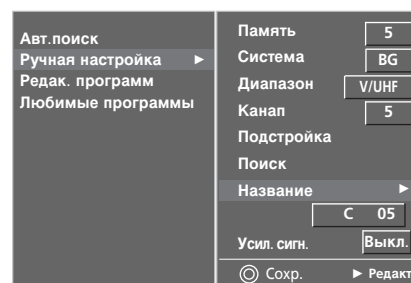 Авт.поиск
Ручная настройка ►
Редак. программ
Любимые программы
Память 5
Система BG
Диапазон V/UHF
Канап 5
Подстройка
Поиск
Название ►
C 05
Усил. сигн. Выкл.
Сохр. ► Редакт